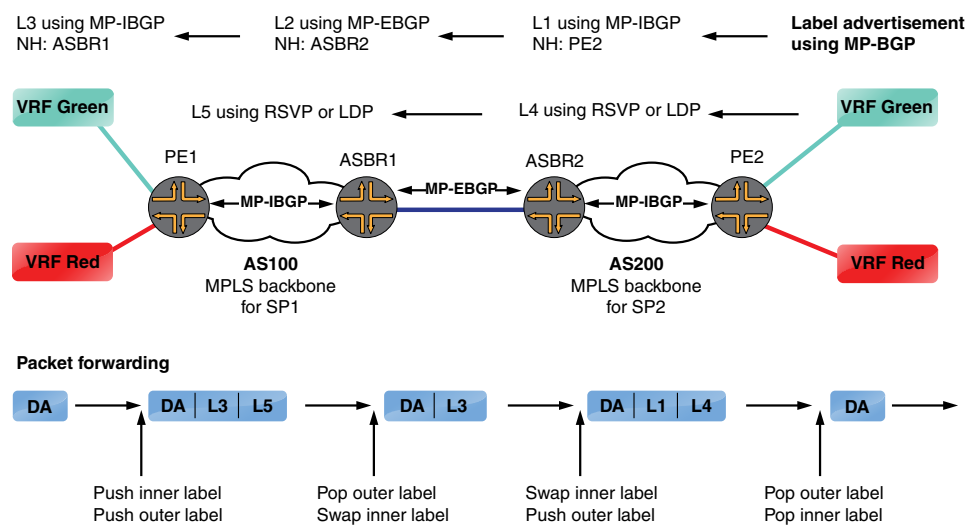 L3 using MP-IBGP
NH: ASBR1
L2 using MP-EBGP
NH: ASBR2
L1 using MP-IBGP
NH: PE2
Label advertisement
using MP-BGP
VRF Green
L5 using RSVP or LDP
L4 using RSVP or LDP
VRF Green
PE1
ASBR1
ASBR2
PE2
MP-IBGP
MP-EBGP
MP-IBGP
VRF Red
AS100
MPLS backbone
for SP1
AS200
MPLS backbone
for SP2
VRF Red
Packet forwarding
DA
DA L3 L5
DA L3
DA L1 L4
DA
Push inner label
Push outer label
Pop outer label
Swap inner label
Swap inner label
Push outer label
Pop outer label
Pop inner label